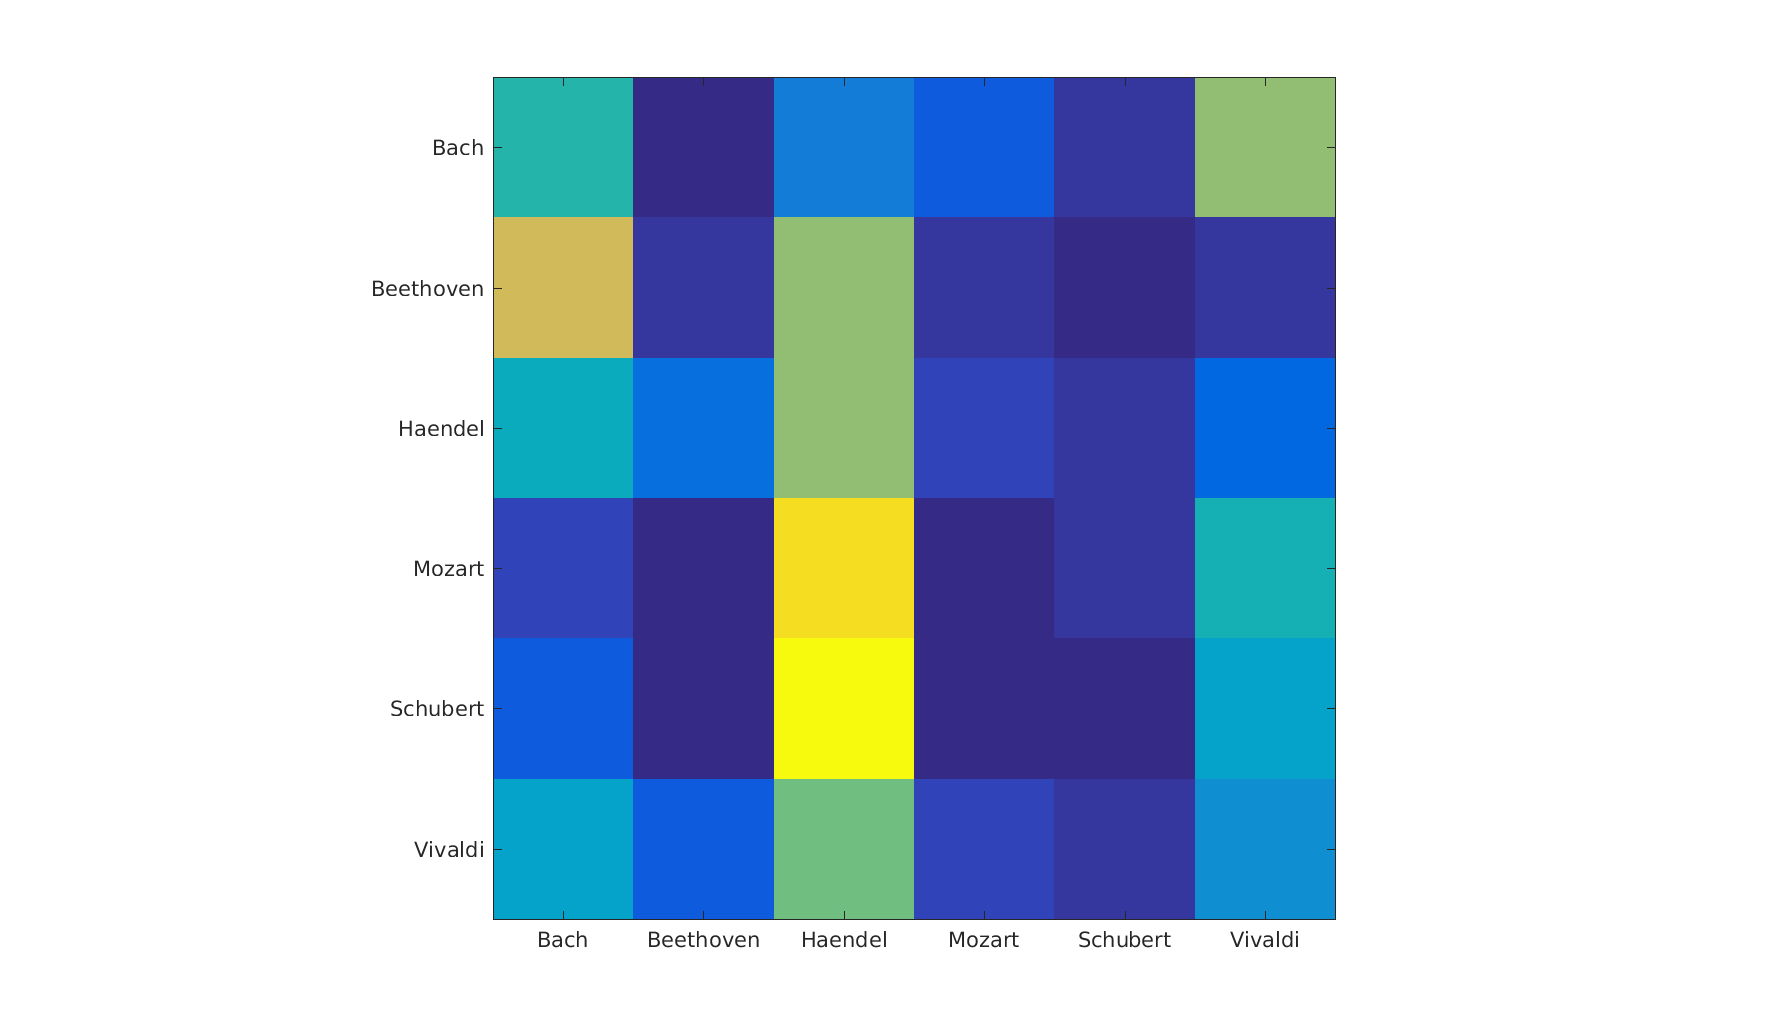 Bach
Beethoven
Haendel
Mozart
Schubert
Vivaldi
Bach Beethoven Haendel Mozart Schubert Vivaldi